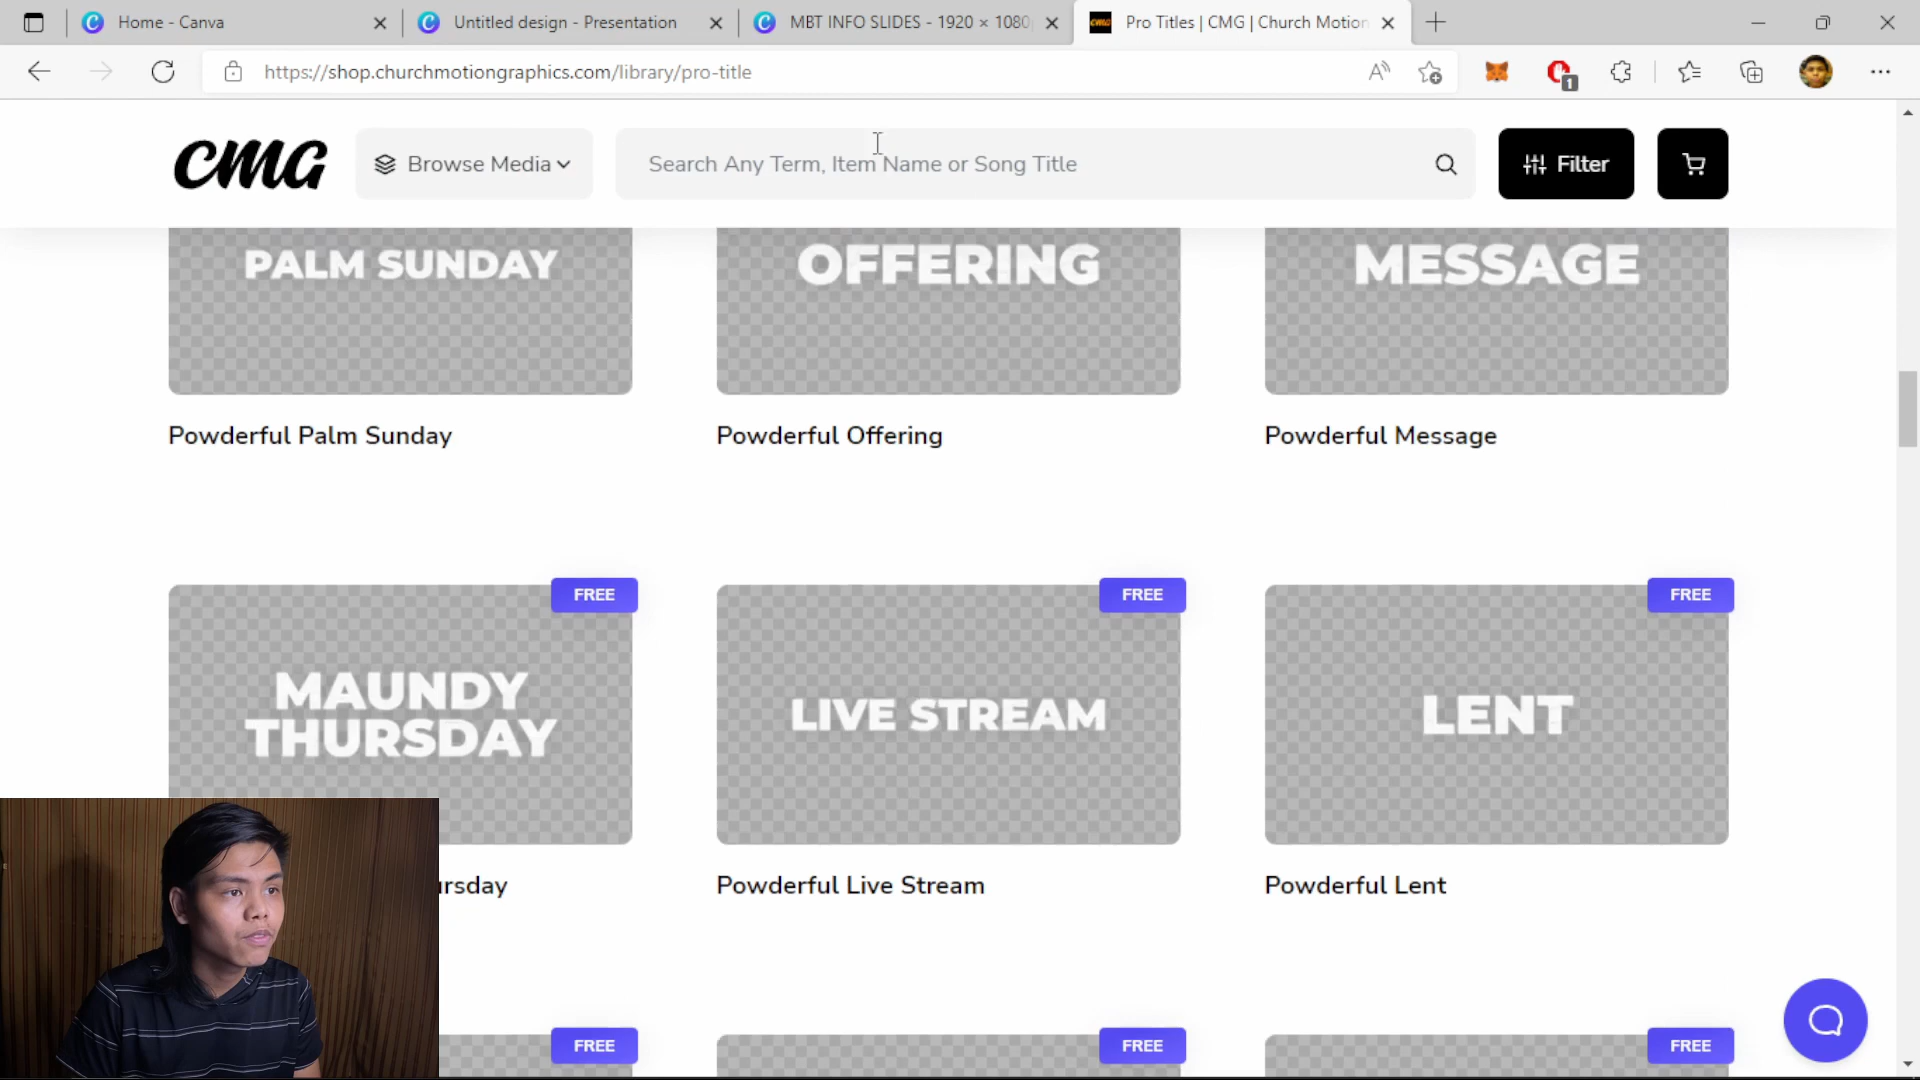 Home - Canva
Untitled design - Presentation
MBT INFO SLIDES - 1920 × 1080
Pro Titles | CMG | Church Motion
https://shop.churchmotiongraphics.com/library/pro-title
1
CMG
Browse Media
Search Any Term, Item Name or Song Title
Filter
PALM SUNDAY
OFFERING
MESSAGE
Powderful Palm Sunday
Powderful Offering
Powderful Message
FREE
FREE
FREE
MAUNDY
THURSDAY
LIVE STREAM
LENT
ursday
Powderful Live Stream
Powderful Lent
FREE
FREE
FREE